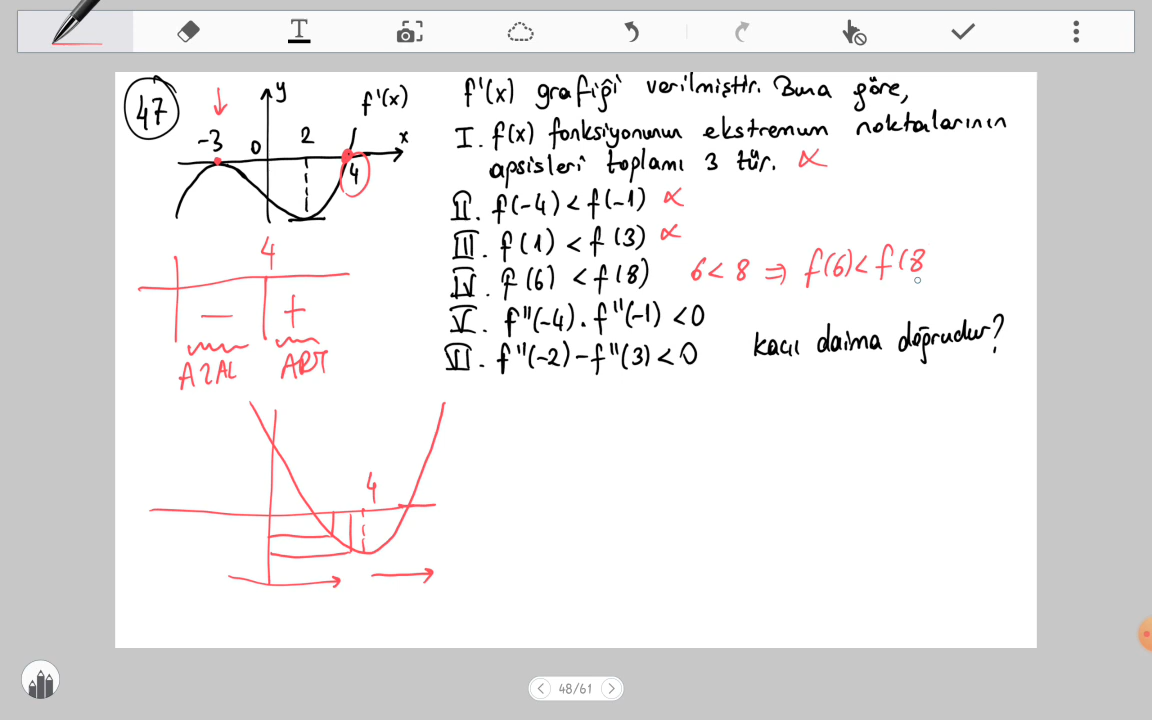 T
47
y
f'(x)
-3
0
2
x
4
f'(x) grafiği verilmiştir. Buna göre,
I. f(x) fonksiyonunun ekstremum noktalarının
apsisleri toplamı 3 tür.
II. f(-4) < f(-1)
III. f(1) < f(3)
IV. f(6) < f(8) 6 < 8 ⇒ f(6) < f(8
V. f''(-4) . f''(-1) < 0
VI. f''(-2) - f''(3) < 0 kaçı daima doğrudur?
4
- +
AZAL ART
4
48/61